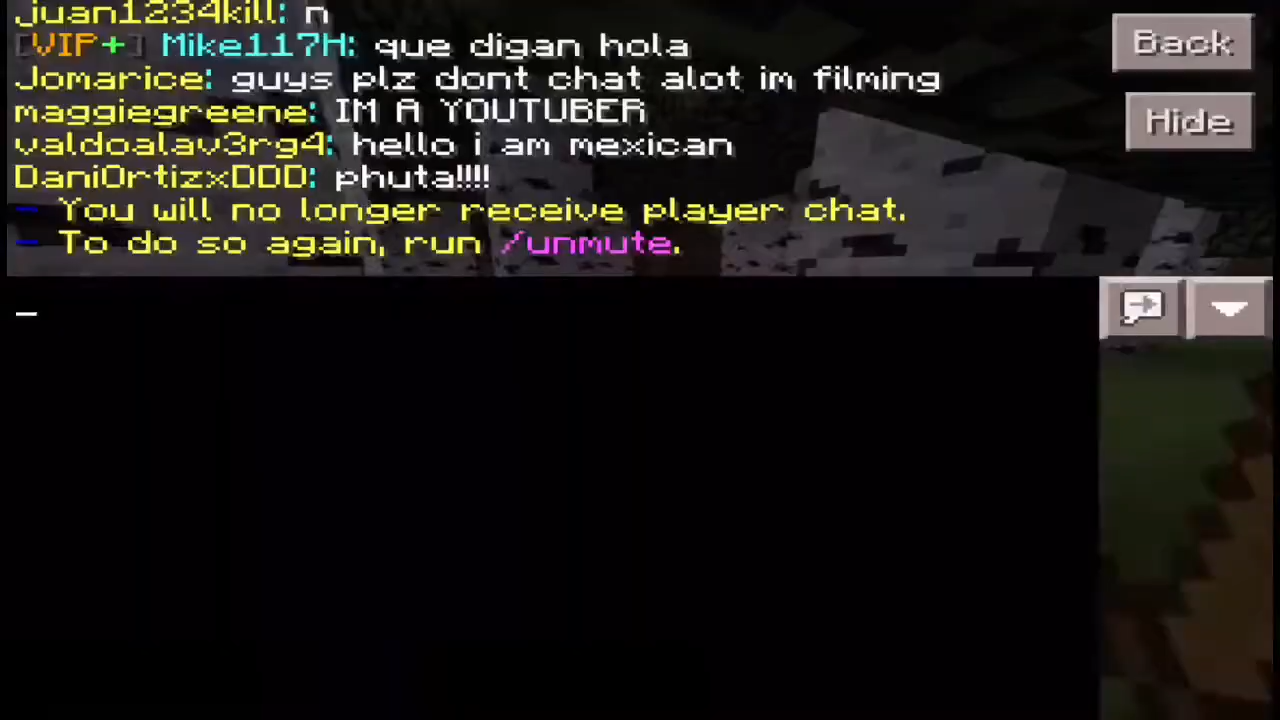 juan1234kill: n
[VIP+] Mike117H: que digan hola
Jomarice: guys plz dont chat alot im filming
maggiegreene: IM A YOUTUBER
valdoalav3rg4: hello i am mexican
DaniOrtizxDDD: phuta!!!!
- You will no longer receive player chat.
- To do so again, run /unmute.
Back
Hide